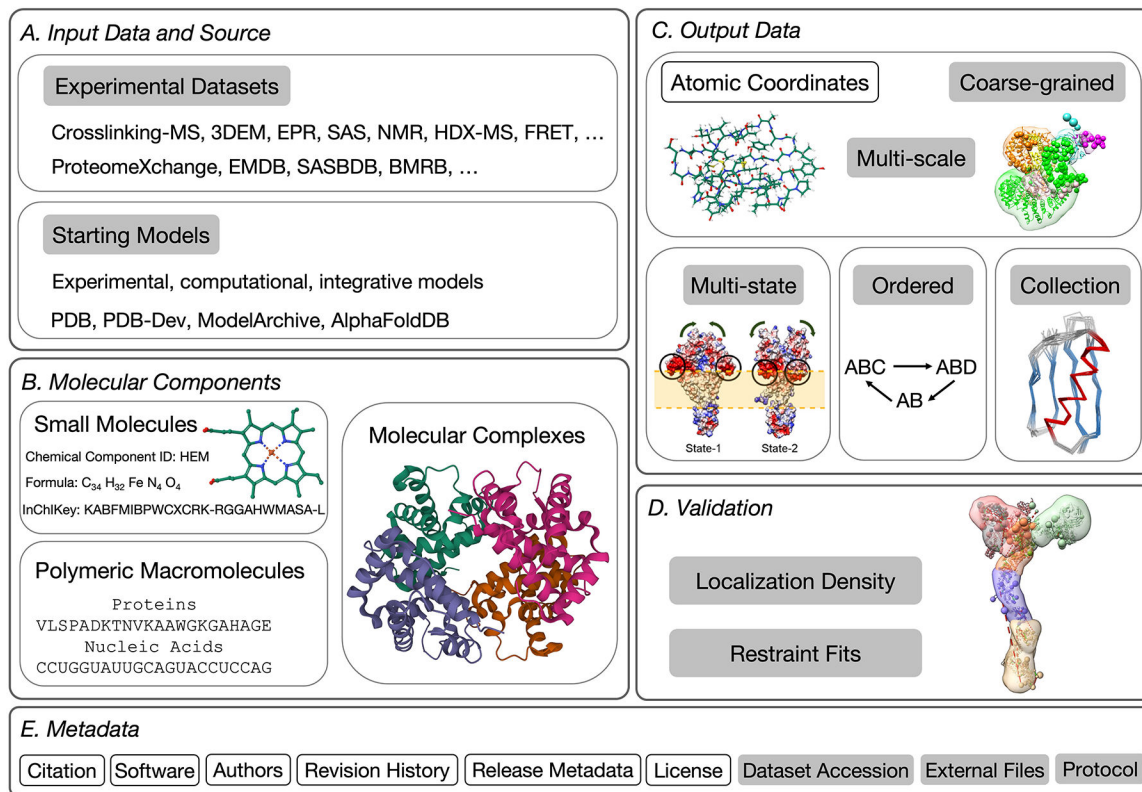 A. Input Data and Source
Experimental Datasets
Crosslinking-MS, 3DEM, EPR, SAS, NMR, HDX-MS, FRET, …
ProteomeXchange, EMDB, SASBDB, BMRB, …
Starting Models
Experimental, computational, integrative models
PDB, PDB-Dev, ModelArchive, AlphaFoldDB
B. Molecular Components
Small Molecules
Chemical Component ID: HEM
Formula: C34 H32 Fe N4 O4
InChIKey: KABFMIBPWCXCRK-RGGAHWMASA-L
Polymeric Macromolecules
Proteins
VLSPADKTNVKAAWGKGAHAGE
Nucleic Acids
CCUGGUAUUGCAGUACCUCCAG
Molecular Complexes
C. Output Data
Atomic Coordinates
Multi-scale
Coarse-grained
Multi-state
State-1
State-2
Ordered
ABC
ABD
AB
Collection
D. Validation
Localization Density
Restraint Fits
E. Metadata
Citation
Software
Authors
Revision History
Release Metadata
License
Dataset Accession
External Files
Protocol